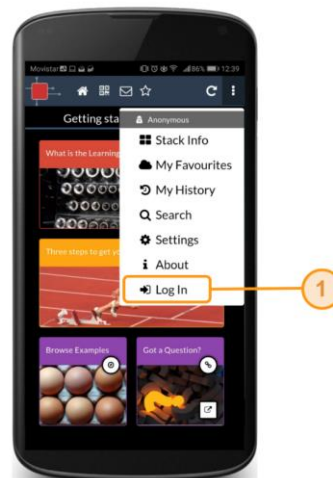 Movistar 86% 12:39
Getting sta
Anonymous
Stack Info
My Favourites
My History
Search
Settings
About
Log In
1
What is the Learning
Three steps to get yo
Browse Examples
Got a Question?